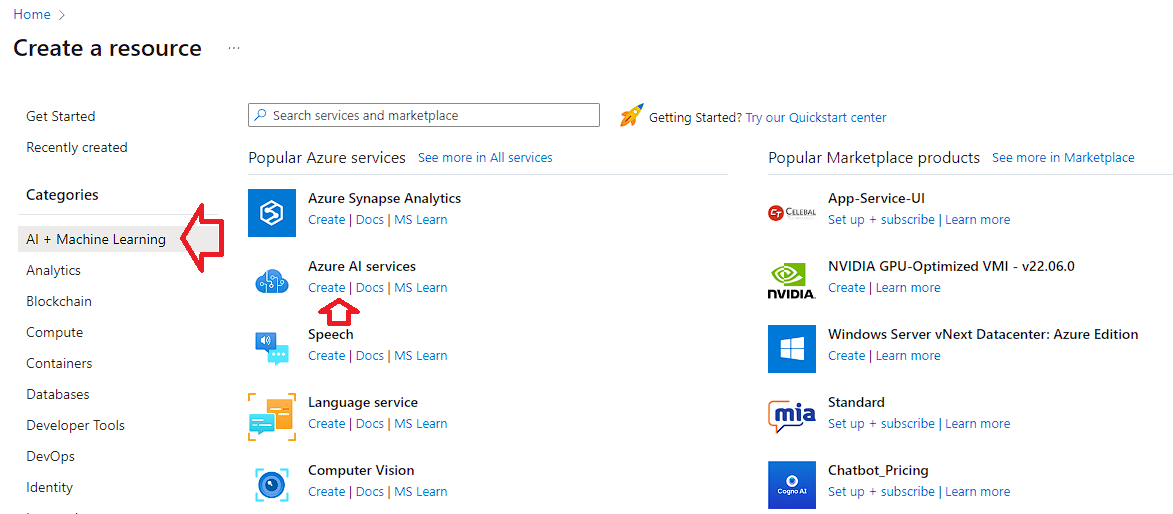 Home >
Create a resource ...
Get Started
Recently created
Categories
AI + Machine Learning
Analytics
Blockchain
Compute
Containers
Databases
Developer Tools
DevOps
Identity
Search services and marketplace
Getting Started? Try our Quickstart center
Popular Azure services See more in All services
Azure Synapse Analytics
Create | Docs | MS Learn
Azure AI services
Create | Docs | MS Learn
Speech
Create | Docs | MS Learn
Language service
Create | Docs | MS Learn
Computer Vision
Create | Docs | MS Learn
Popular Marketplace products See more in Marketplace
CT CELEBAL
App-Service-UI
Set up + subscribe | Learn more
NVIDIA.
NVIDIA GPU-Optimized VMI - v22.06.0
Create | Learn more
Windows Server vNext Datacenter: Azure Edition
Create | Learn more
mia
Standard
Set up + subscribe | Learn more
Cogno AI
Chatbot_Pricing
Set up + subscribe | Learn more